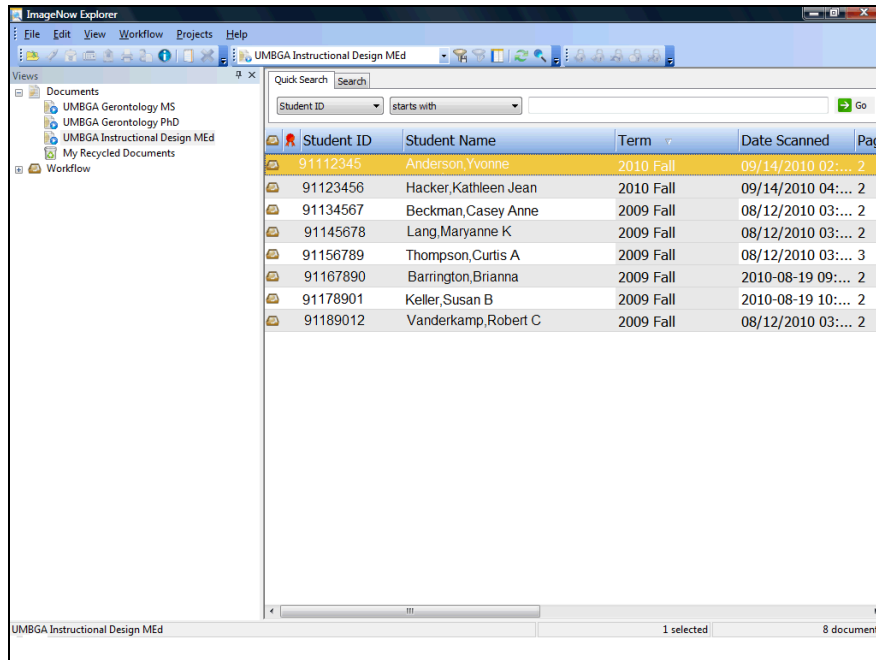 ImageNow Explorer
File Edit View Workflow Projects Help
UMBGA Instructional Design MEd
Views
Quick Search Search
Documents
UMBGA Gerontology MS
UMBGA Gerontology PhD
UMBGA Instructional Design MEd
My Recycled Documents
Workflow
Student ID starts with Go
Student ID Student Name Term Date Scanned Pag
91112345 Anderson,Yvonne 2010 Fall 09/14/2010 02:... 2
91123456 Hacker,Kathleen Jean 2010 Fall 09/14/2010 04:... 2
91134567 Beckman,Casey Anne 2009 Fall 08/12/2010 03:... 2
91145678 Lang,Maryanne K 2009 Fall 08/12/2010 03:... 2
91156789 Thompson,Curtis A 2009 Fall 08/12/2010 03:... 3
91167890 Barrington,Brianna 2009 Fall 2010-08-19 09:... 2
91178901 Keller,Susan B 2009 Fall 2010-08-19 10:... 2
91189012 Vanderkamp,Robert C 2009 Fall 08/12/2010 03:... 2
UMBGA Instructional Design MEd 1 selected 8 document